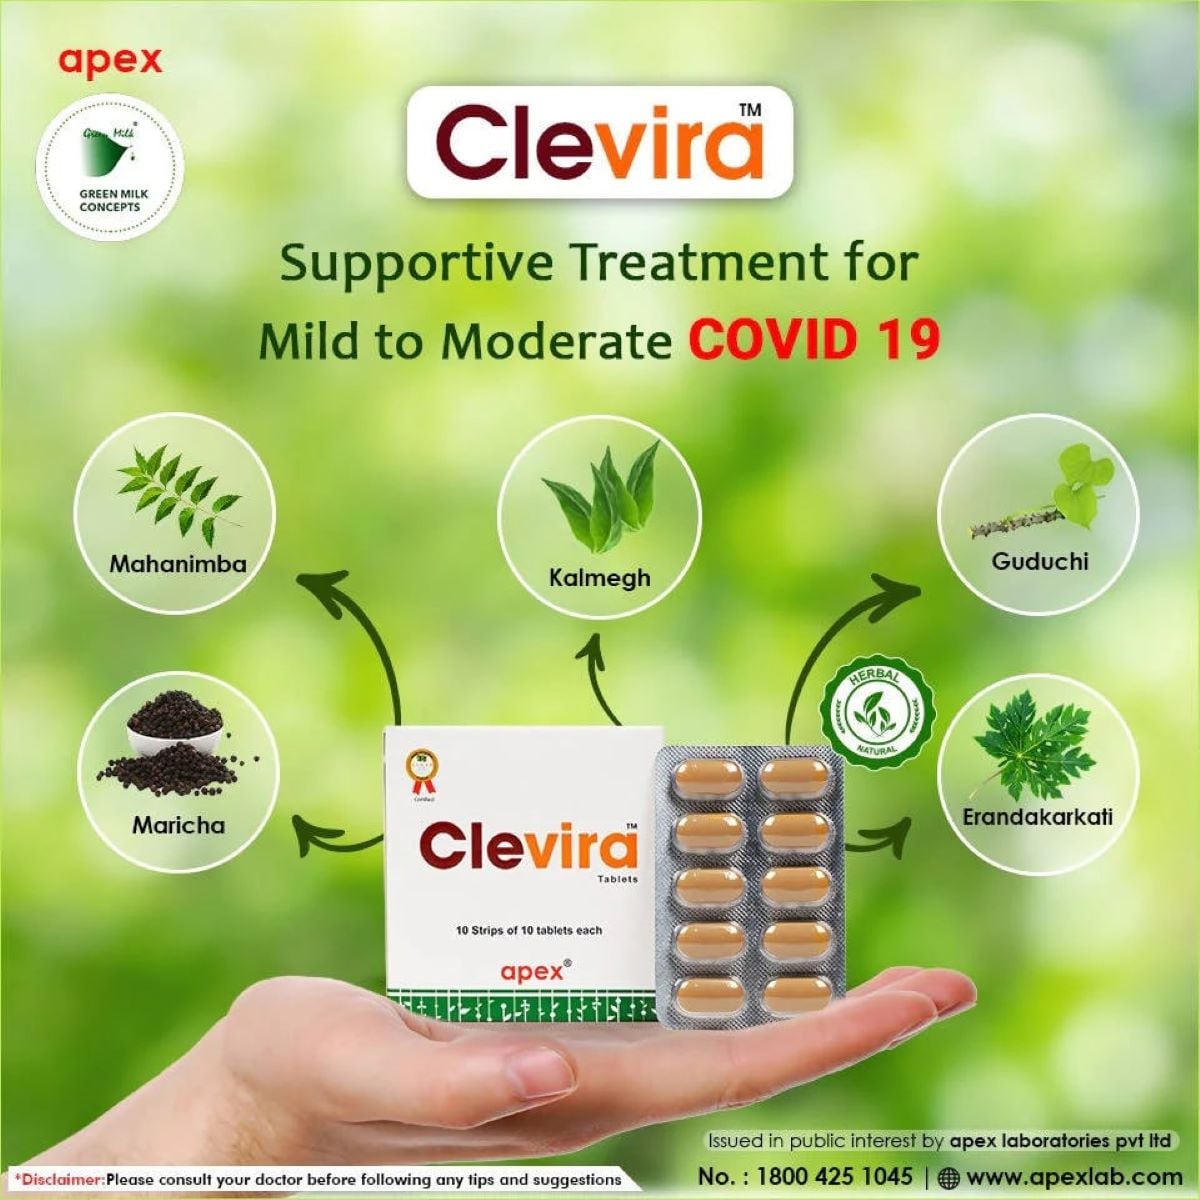 apex
Green Milk®
GREEN MILK
CONCEPTS
Clevira™
Supportive Treatment for
Mild to Moderate COVID 19
Mahanimba
Kalmegh
Guduchi
Maricha
HERBAL
NATURAL
Erandakarkati
Certified
Clevira™
Tablets
10 Strips of 10 tablets each
apex®
Issued in public interest by apex laboratories pvt ltd
*Disclaimer:Please consult your doctor before following any tips and suggestions
No. : 1800 425 1045 | www.apexlab.com